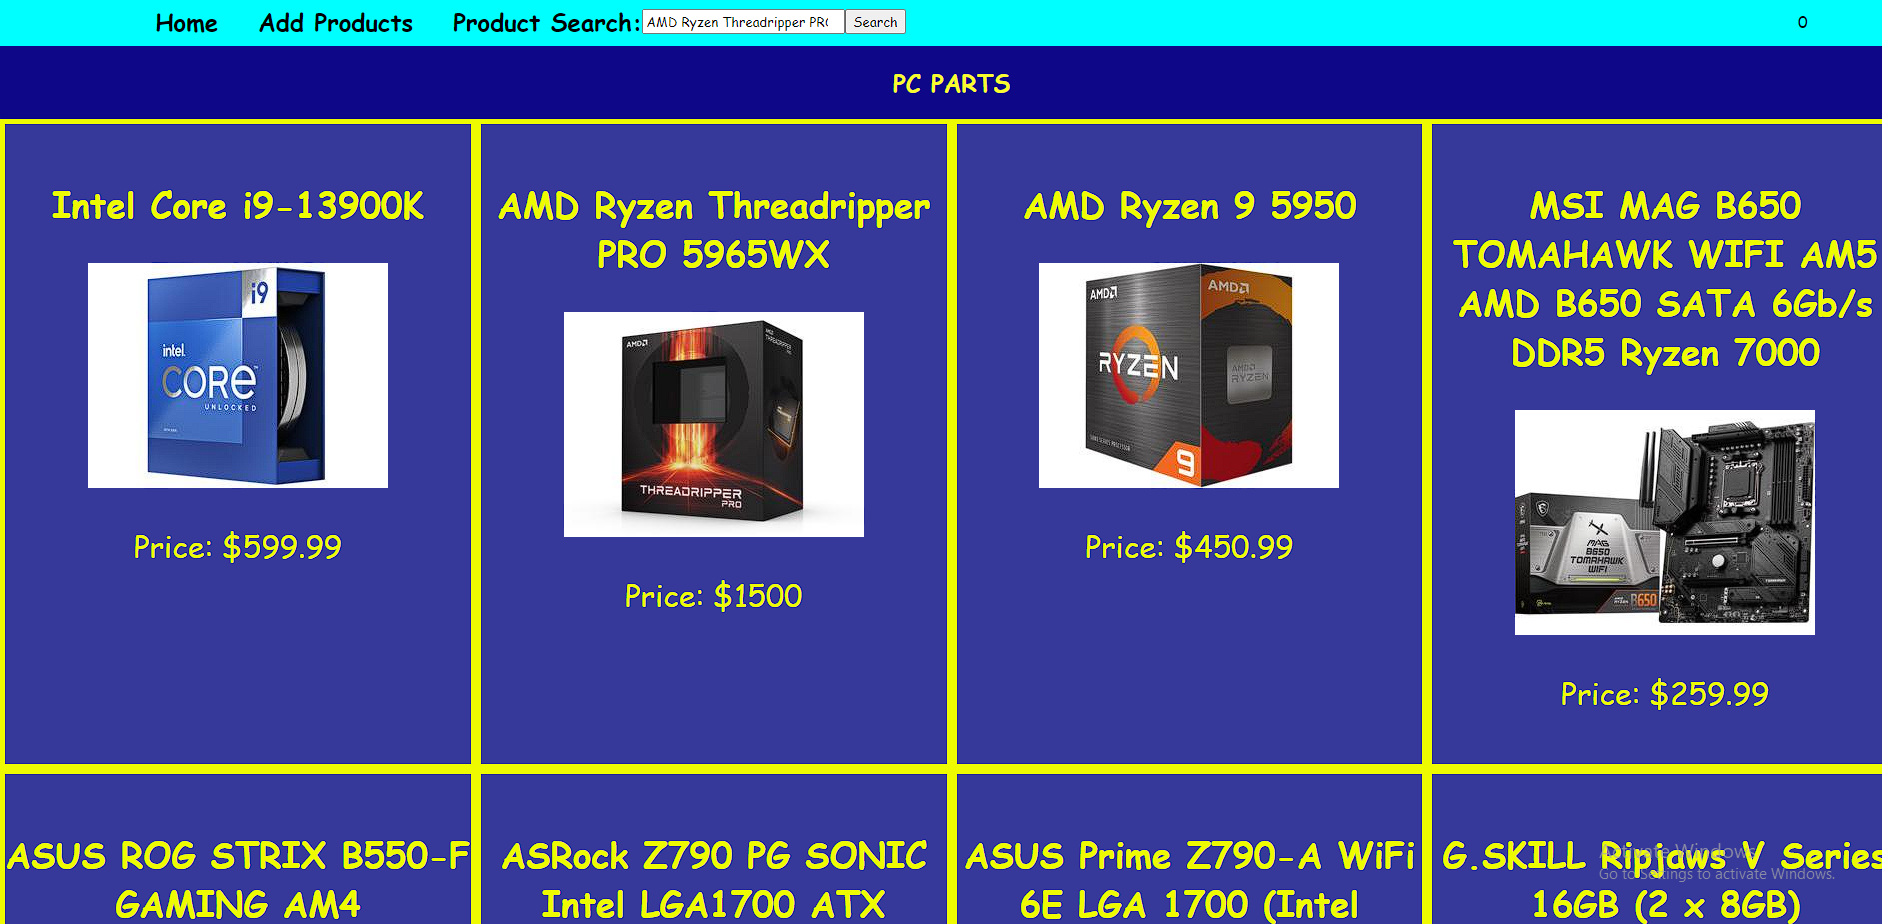 Home Add Products Product Search: AMD Ryzen Threadripper PR Search 0
PC PARTS
Intel Core i9-13900K
i9
intel.
CORE
UNLOCKED
Price: $599.99
AMD Ryzen Threadripper
PRO 5965WX
AMD
THREADRIPPER
PRO
Price: $1500
AMD Ryzen 9 5950
AMD
AMD
RYZEN
AMD
RYZEN
9
Price: $450.99
MSI MAG B650
TOMAHAWK WIFI AM5
AMD B650 SATA 6Gb/s
DDR5 Ryzen 7000
MAG
B650
TOMAHAWK
WIFI
B650
Price: $259.99
ASUS ROG STRIX B550-F
GAMING AM4
ASRock Z790 PG SONIC
Intel LGA1700 ATX
ASUS Prime Z790-A WiFi
6E LGA 1700 (Intel
G.SKILL Ripjaws V Series
16GB (2 x 8GB)
Activate Windows
Go to Settings to activate Windows.